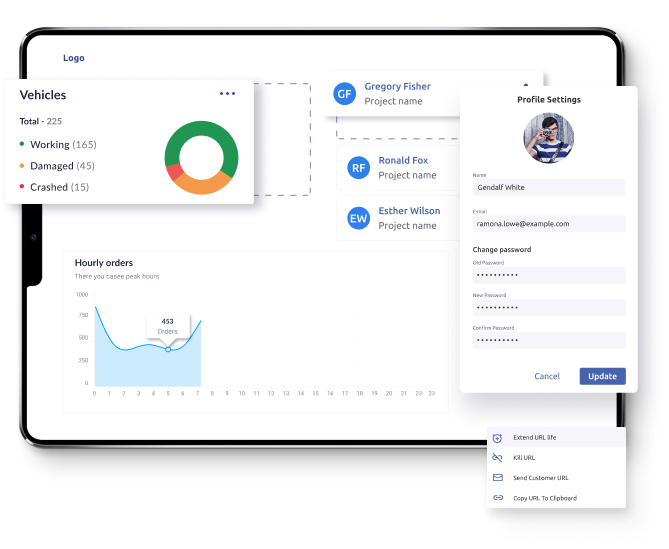 Logo
Vehicles
Total - 225
Working (165)
Damaged (45)
Crashed (15)
GF
Gregory Fisher
Project name
RF
Ronald Fox
Project name
EW
Esther Wilson
Project name
Hourly orders
There you casee peak hours
1000
750
500
250
0
453
Orders
0 1 2 3 4 5 6 7 8 9 10 11 12 13 14 15 16 17 18 19 20 21 22 23
Profile Settings
Name
Gendalf White
E-mail
ramona.lowe@example.com
Change password
Old Password
••••••••••
New Password
••••••••••
Confirm Password
••••••••••
Cancel Update
Extend URL life
Kill URL
Send Customer URL
Copy URL To Clipboard